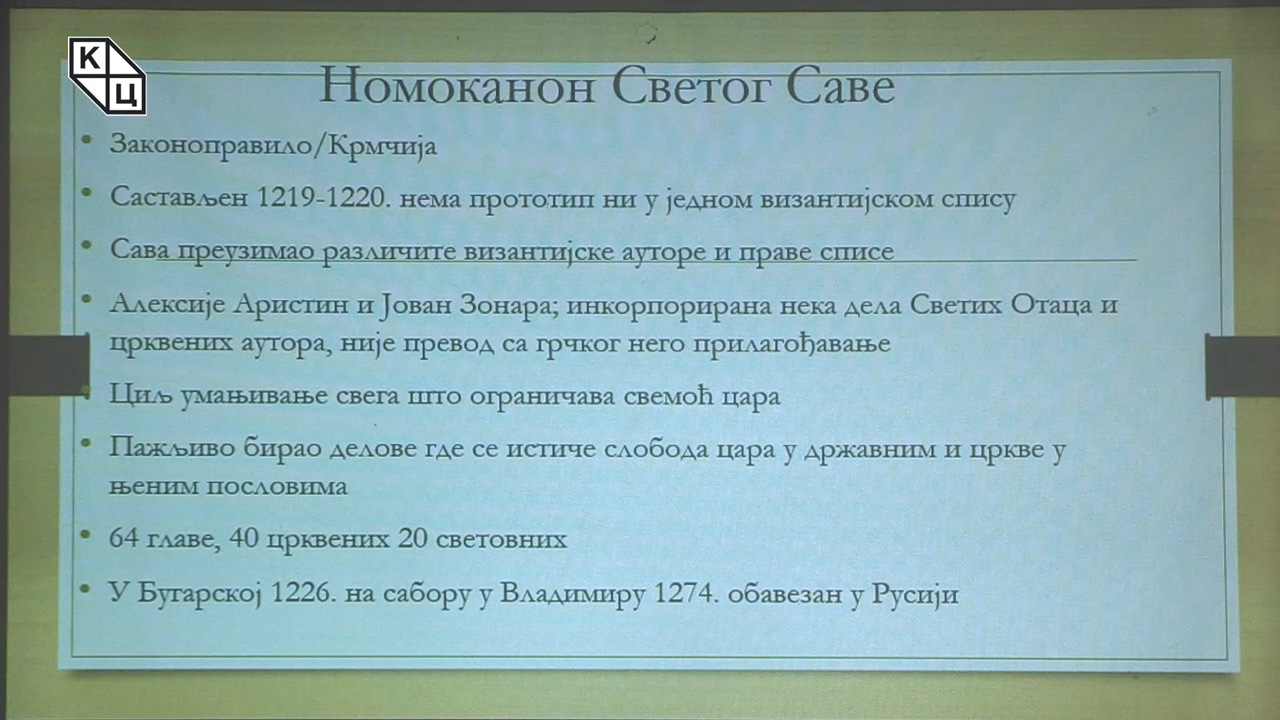 К
Ц
Номоканон Светог Саве
• Законоправило/Крмчија
• Састављен 1219-1220. нема прототип ни у једном византијском спису
• Сава преузимао различите византијске ауторе и праве списе
• Алексије Аристин и Јован Зонара; инкорпорирана нека дела Светих Отаца и
црквених аутора, није превод са грчког него прилагођавање
• Циљ умањивање свега што ограничава свемоћ цара
• Пажљиво бирао делове где се истиче слобода цара у државним и цркве у
њеним пословима
• 64 главе, 40 црквених 20 световних
• У Бугарској 1226. на сабору у Владимиру 1274. обавезан у Русији